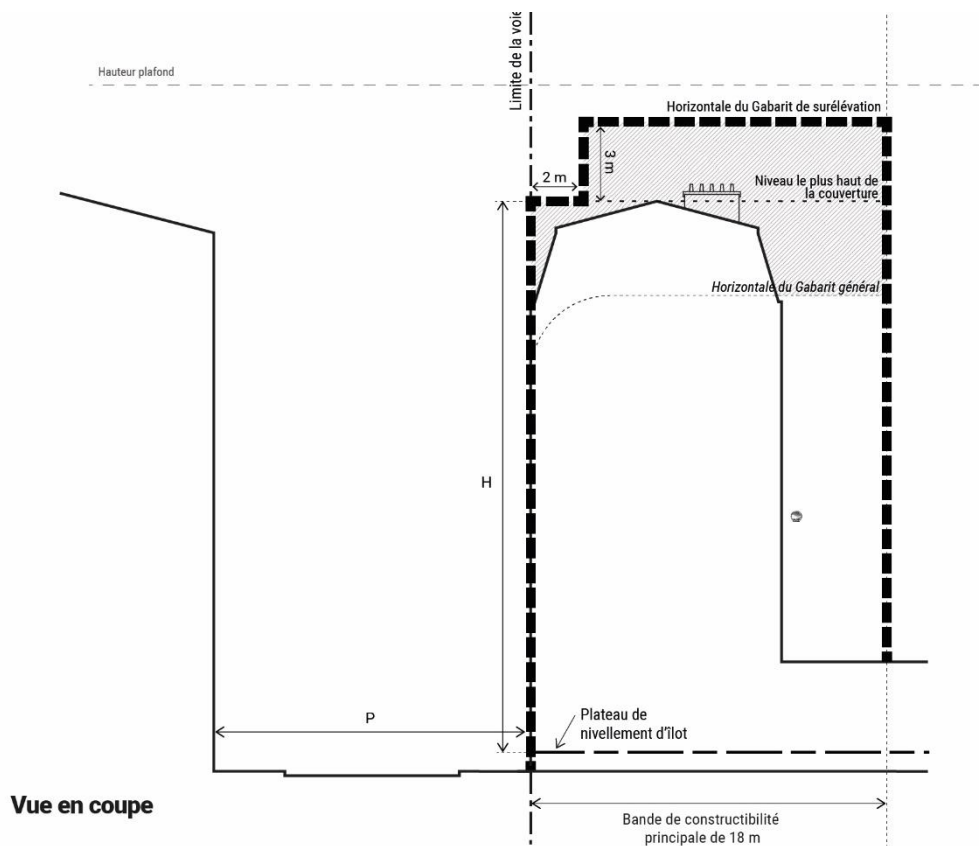 Limite de la voie
Hauteur plafond
Horizontale du Gabarit de surélévation
3 m
2 m
Niveau le plus haut de
la couverture
Horizontale du Gabarit général
H
P
Plateau de
nivellement d'îlot
Vue en coupe
Bande de constructibilité
principale de 18 m